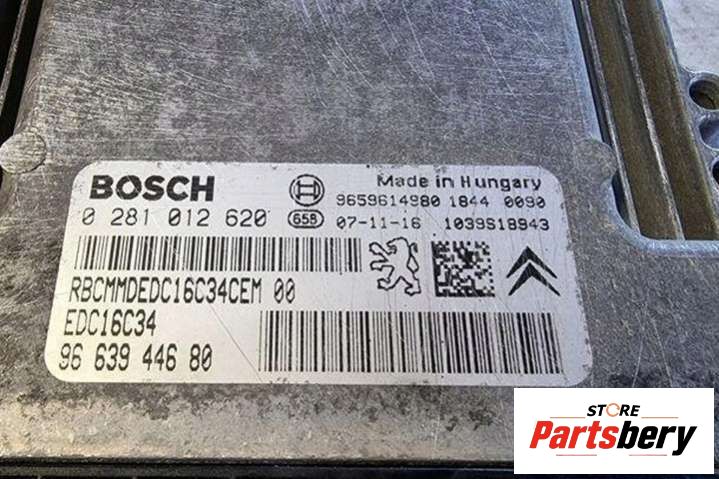 BOSCH
Made in Hungary
9659614980 1844 0090
0 281 012 620 658 07-11-16 1039S18943
RBCMMDEDC16C34CEM 00
EDC16C34
96 639 446 80
STORE
Partsbery